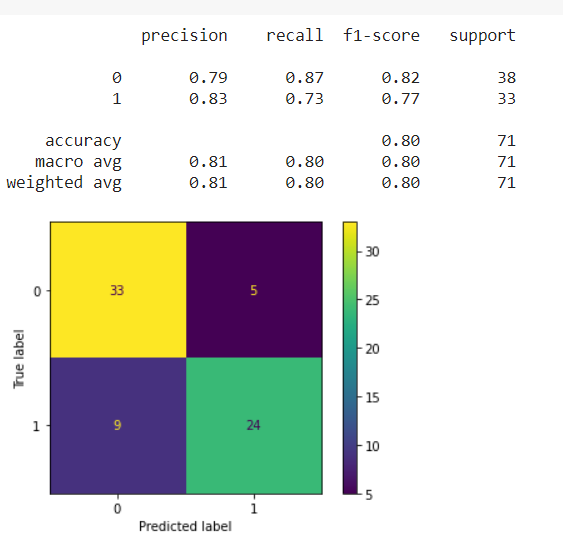 precision recall f1-score support
0 0.79 0.87 0.82 38
1 0.83 0.73 0.77 33
accuracy 0.80 71
macro avg 0.81 0.80 0.80 71
weighted avg 0.81 0.80 0.80 71
True label
0
1
33 5
9 24
0 1
Predicted label
30
25
20
15
10
5